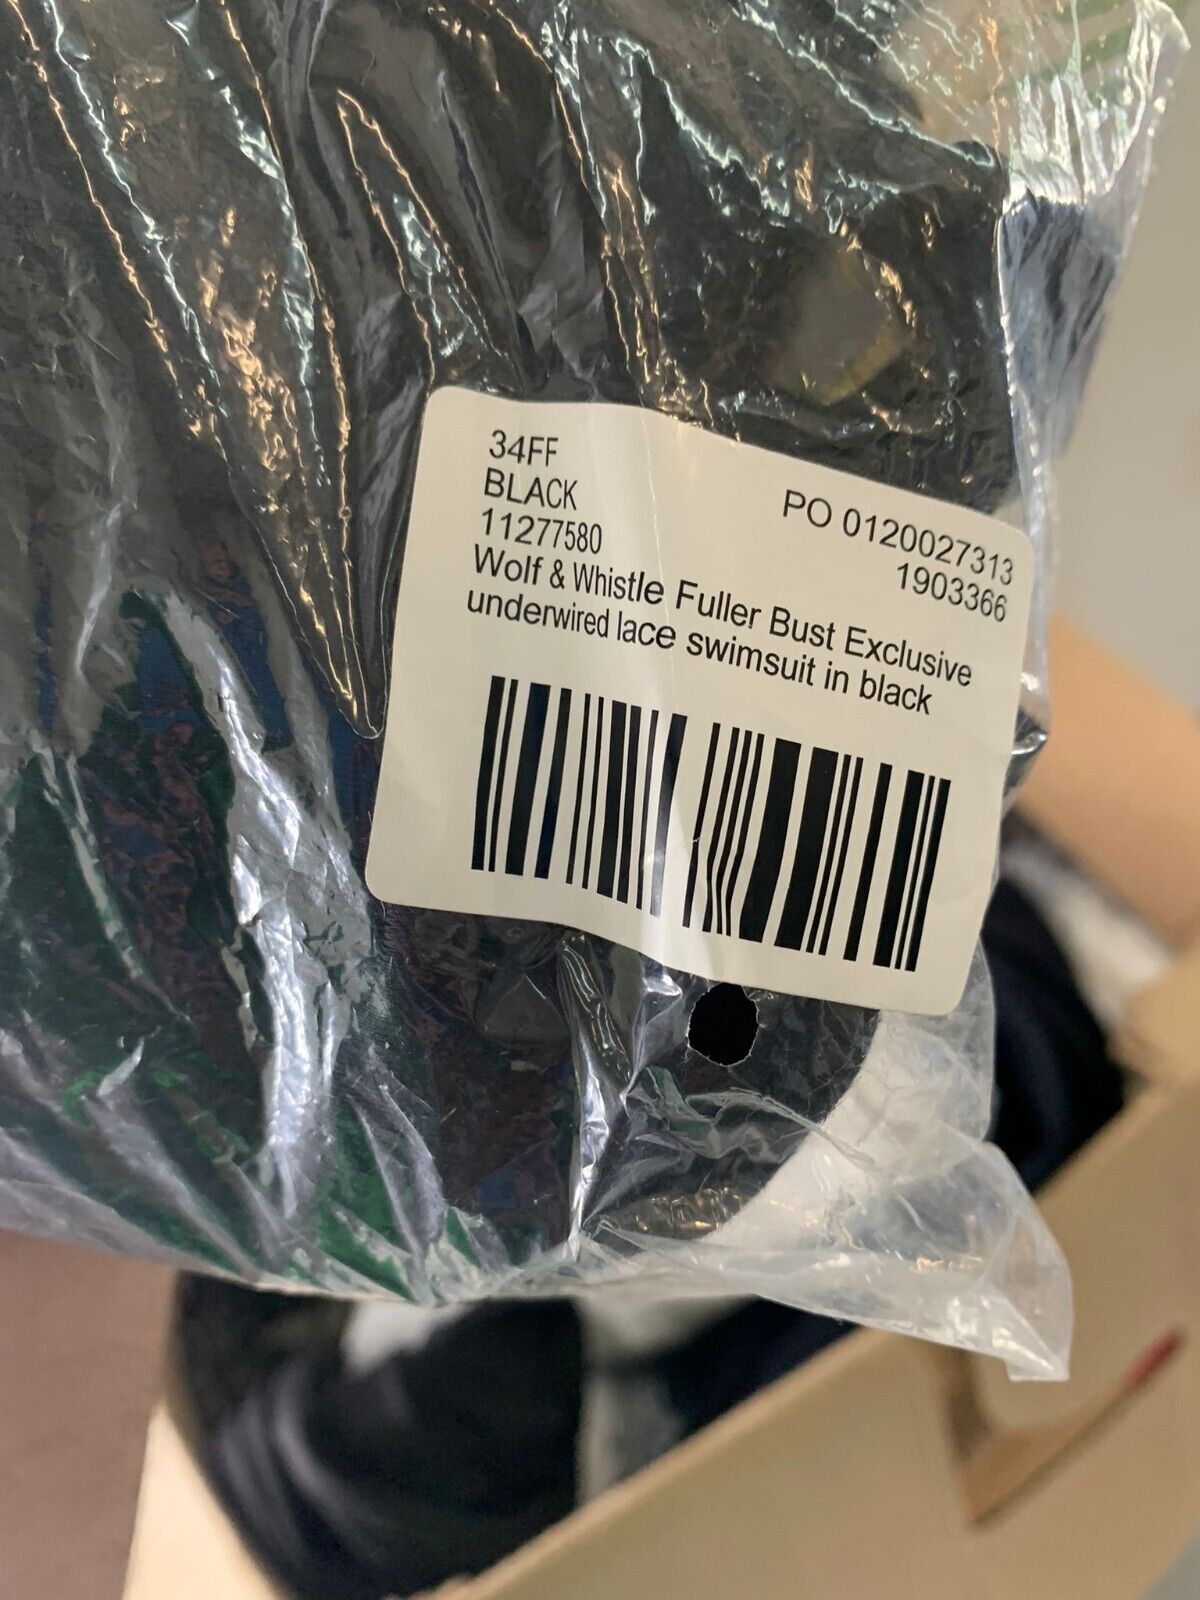 34FF
BLACK
11277580
PO 0120027313
1903366
Wolf & Whistle Fuller Bust Exclusive
underwired lace swimsuit in black